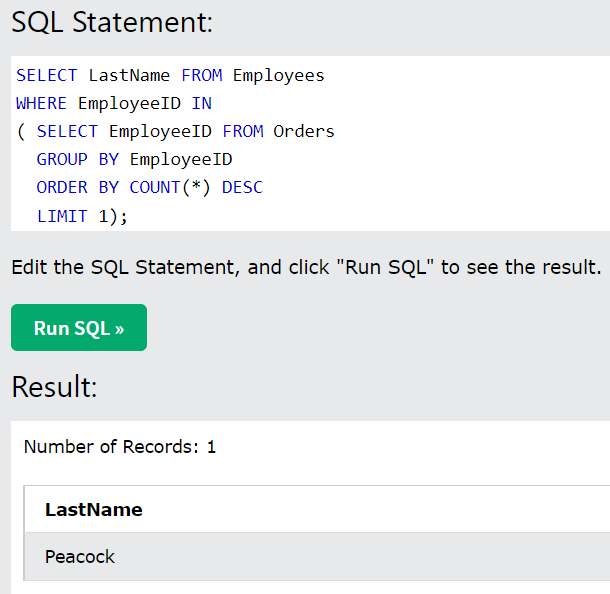 SQL Statement:
SELECT LastName FROM Employees
WHERE EmployeeID IN
( SELECT EmployeeID FROM Orders
GROUP BY EmployeeID
ORDER BY COUNT(*) DESC
LIMIT 1);
Edit the SQL Statement, and click "Run SQL" to see the result.
Run SQL »
Result:
Number of Records: 1
LastName
Peacock